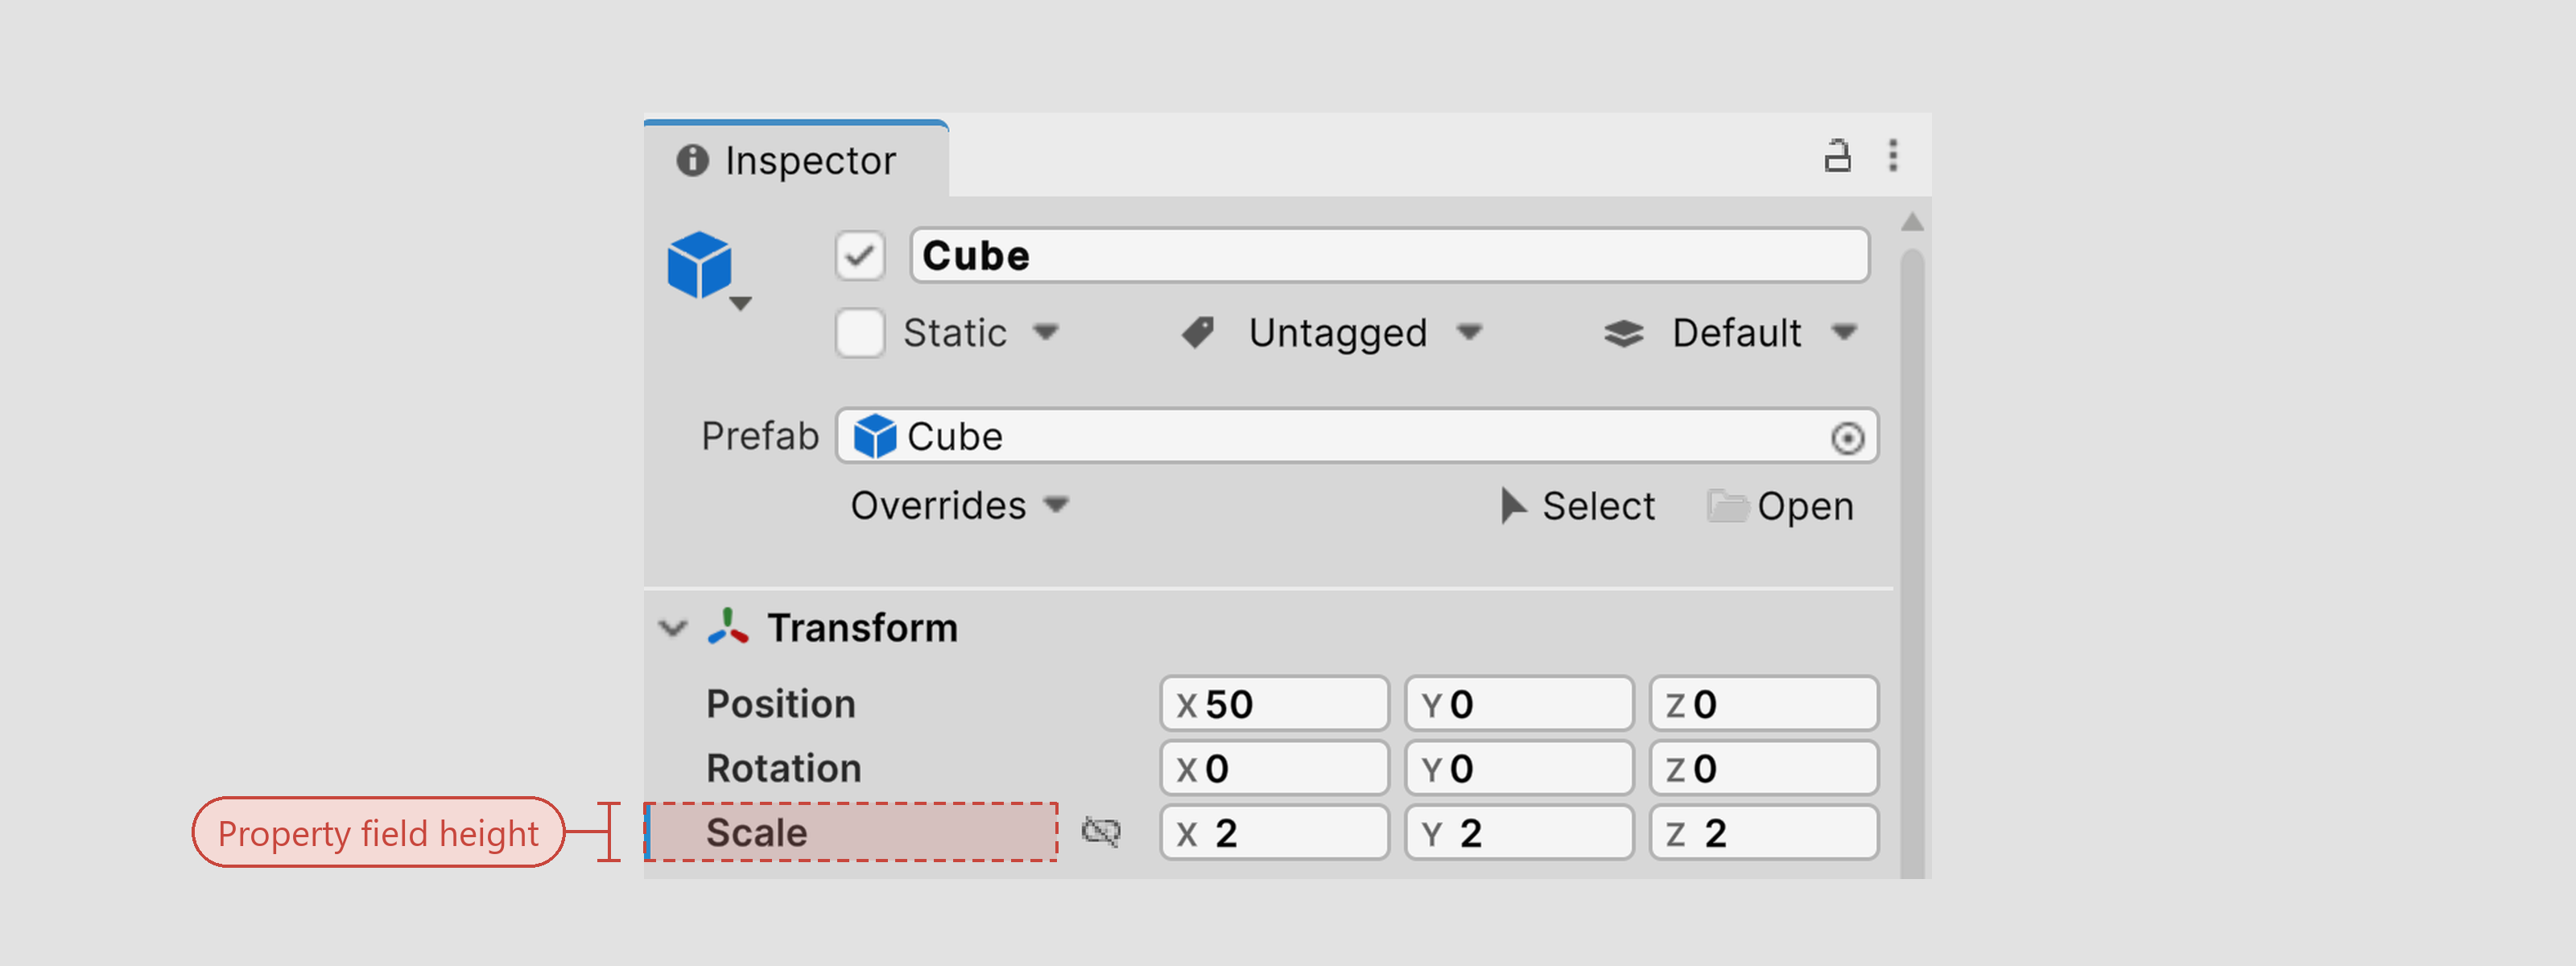 Inspector
Cube
Static Untagged Default
Prefab Cube
Overrides Select Open
Transform
Position X 50 Y 0 Z 0
Rotation X 0 Y 0 Z 0
Property field height Scale X 2 Y 2 Z 2